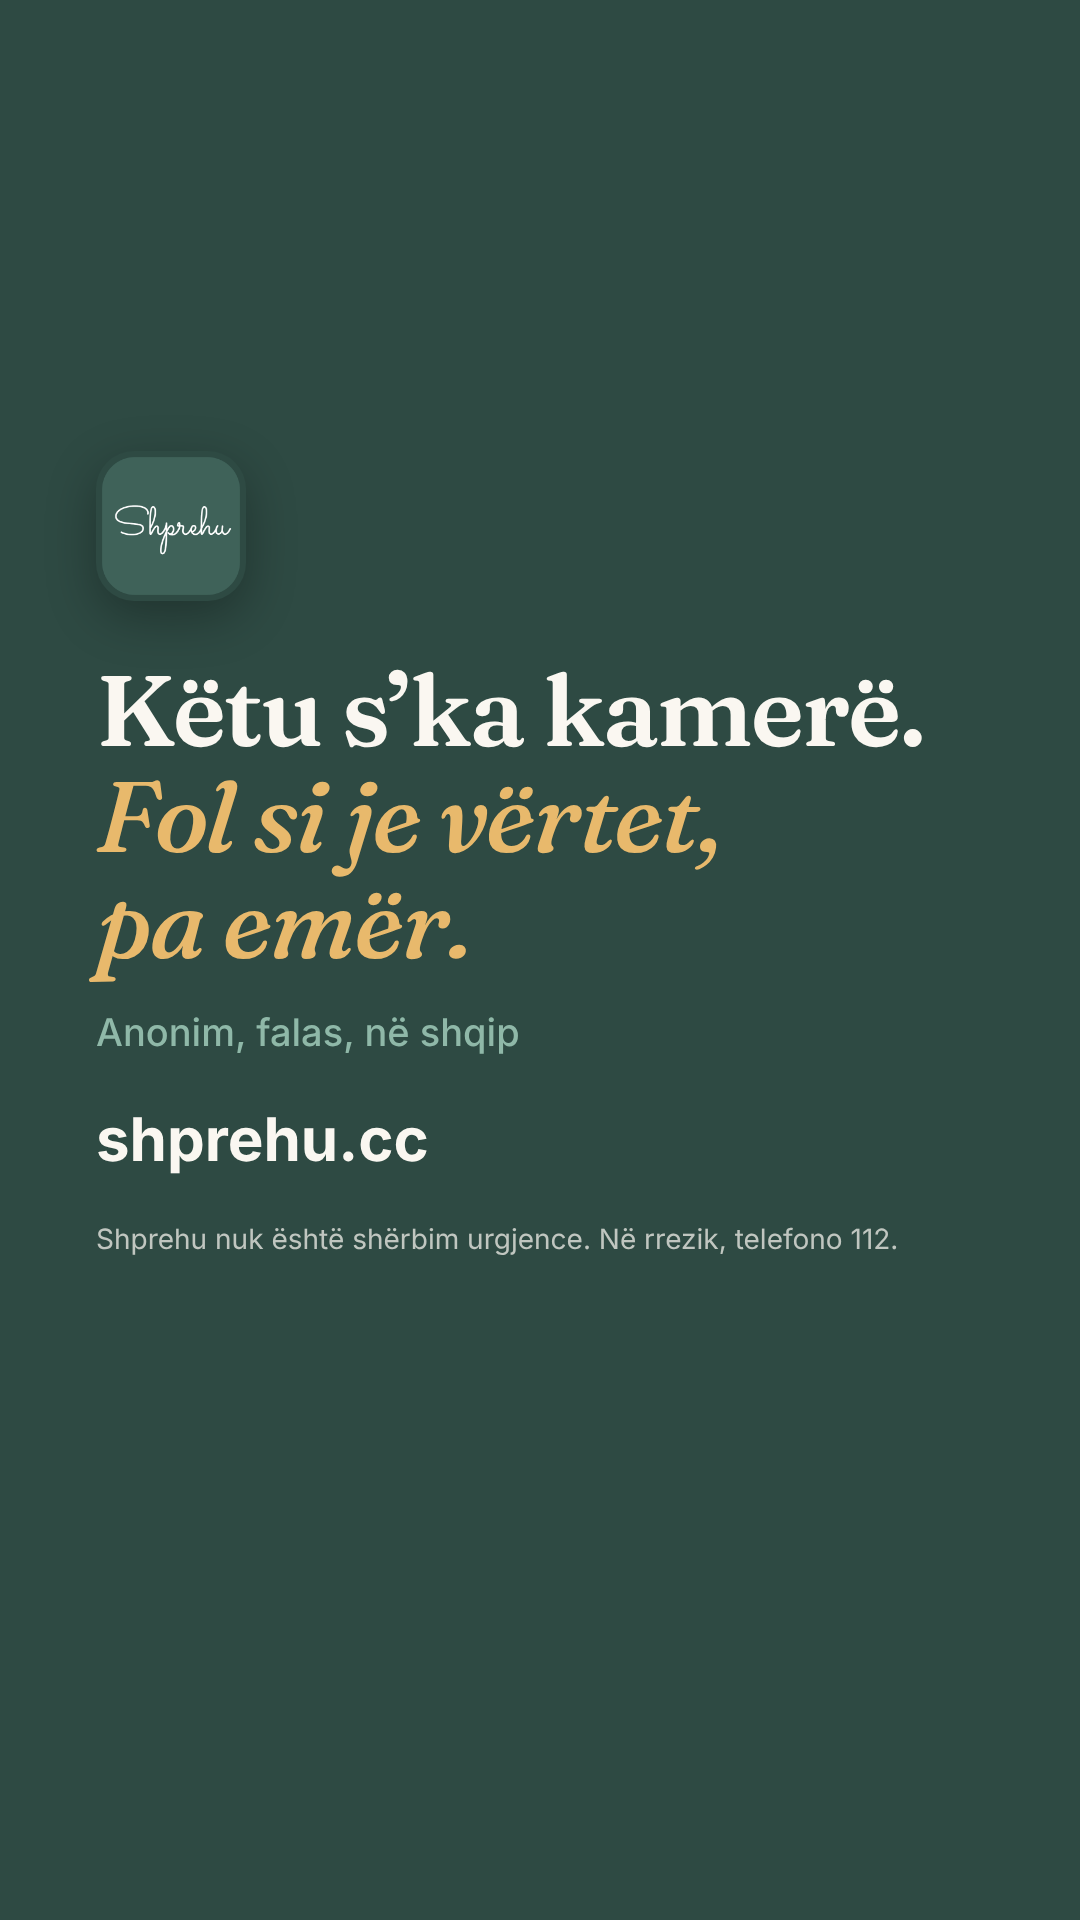 Shprehu
Këtu s’ka kamerë.
Fol si je vërtet,
pa emër.
Anonim, falas, në shqip
shprehu.cc
Shprehu nuk është shërbim urgjence. Në rrezik, telefono 112.